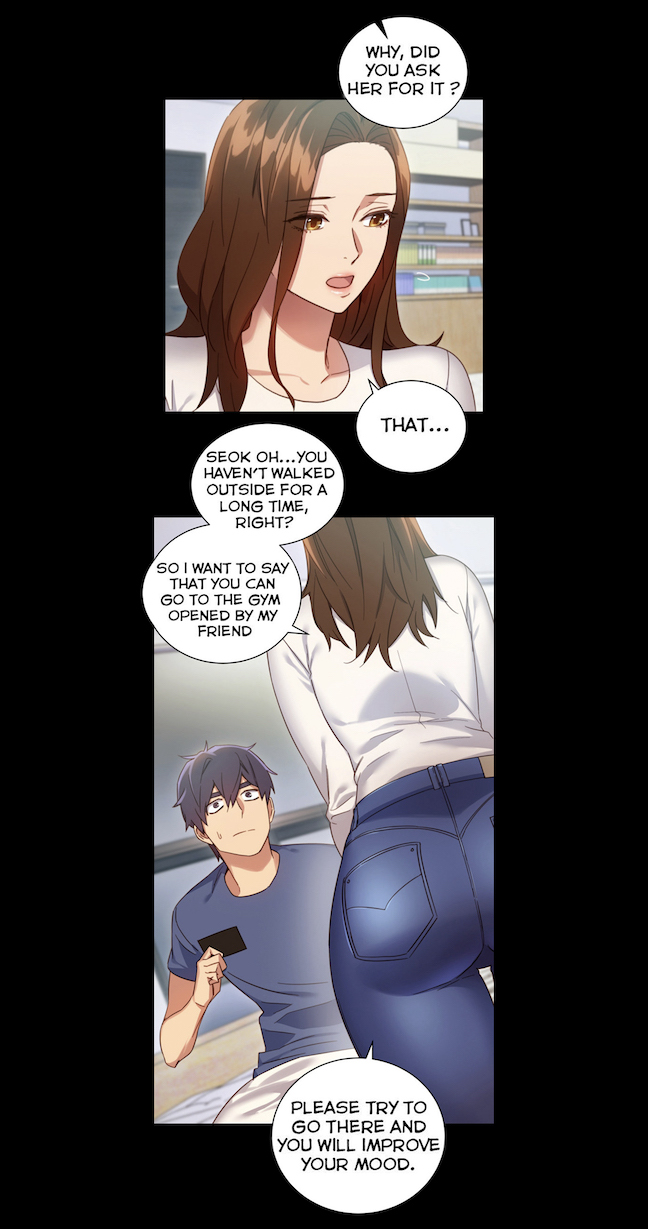 WHY, DID
YOU ASK
HER FOR IT ?
THAT...
SEOK OH...YOU
HAVEN'T WALKED
OUTSIDE FOR A
LONG TIME,
RIGHT?
SO I WANT TO SAY
THAT YOU CAN
GO TO THE GYM
OPENED BY MY
FRIEND
PLEASE TRY TO
GO THERE AND
YOU WILL IMPROVE
YOUR MOOD.